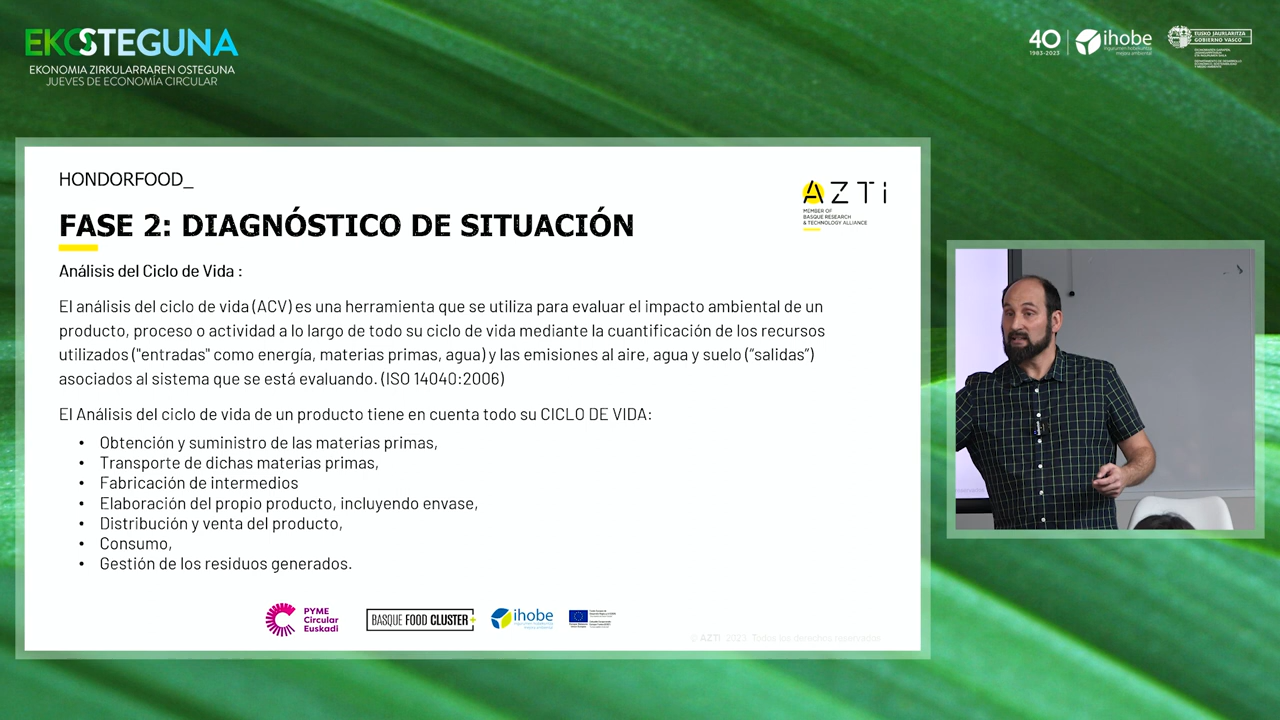 EKOSTEGUNA
EKONOMIA ZIRKULARRAREN OSTEGUNA
JUEVES DE ECONOMÍA CIRCULAR
40
1983-2023
ihobe
ingurumen hobekuntza
mejora ambiental
EUSKO JAURLARITZA
GOBIERNO VASCO
HONDORFOOD_
AZTi
MEMBER OF
BASQUE RESEARCH
& TECHNOLOGY ALLIANCE
FASE 2: DIAGNÓSTICO DE SITUACIÓN
Análisis del Ciclo de Vida :
El análisis del ciclo de vida (ACV) es una herramienta que se utiliza para evaluar el impacto ambiental de un
producto, proceso o actividad a lo largo de todo su ciclo de vida mediante la cuantificación de los recursos
utilizados ("entradas" como energía, materias primas, agua) y las emisiones al aire, agua y suelo (”salidas”)
asociados al sistema que se está evaluando. (ISO 14040:2006)
El Análisis del ciclo de vida de un producto tiene en cuenta todo su CICLO DE VIDA:
• Obtención y suministro de las materias primas,
• Transporte de dichas materias primas,
• Fabricación de intermedios
• Elaboración del propio producto, incluyendo envase,
• Distribución y venta del producto,
• Consumo,
• Gestión de los residuos generados.
PYME
Circular
Euskadi
BASQUE FOOD CLUSTER+
ihobe
© AZTI 2023. Todos los derechos reservados